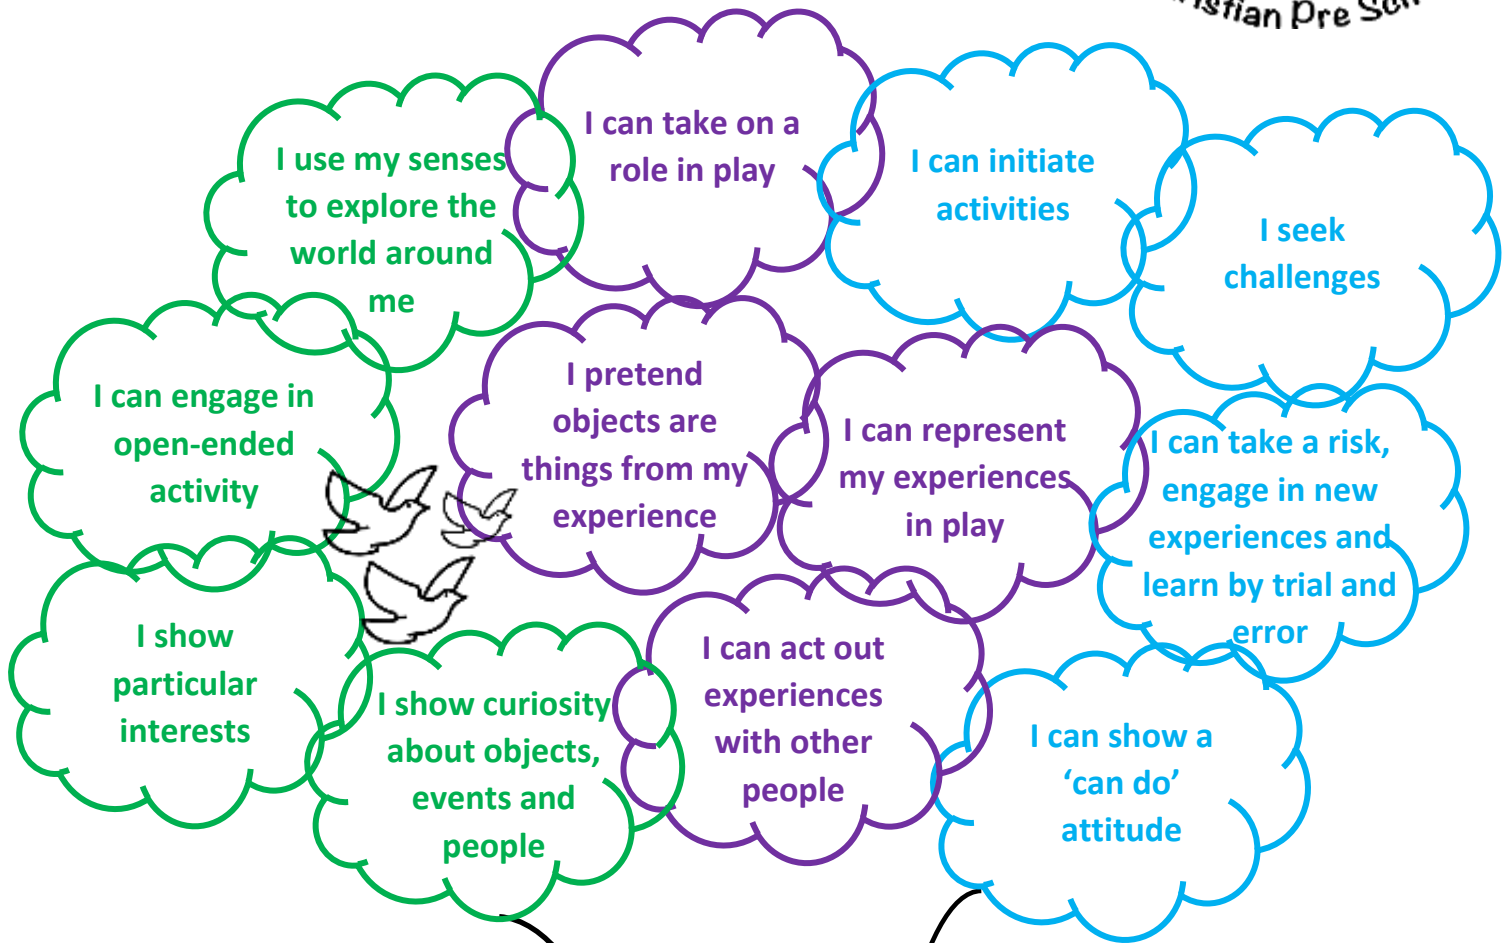 Pre
I can take on a
role in play
I use my senses
to explore the
world around
me
I can initiate
activities
I seek
challenges
I can engage in
open-ended
activity
I pretend
objects are
things from my
experience
I can represent
my experiences
in play
I can take a risk,
engage in new
experiences and
learn by trial and
error
I show
particular
interests
I show curiosity
about objects,
events and
people
I can act out
experiences
with other
people
I can show a
‘can do’
attitude